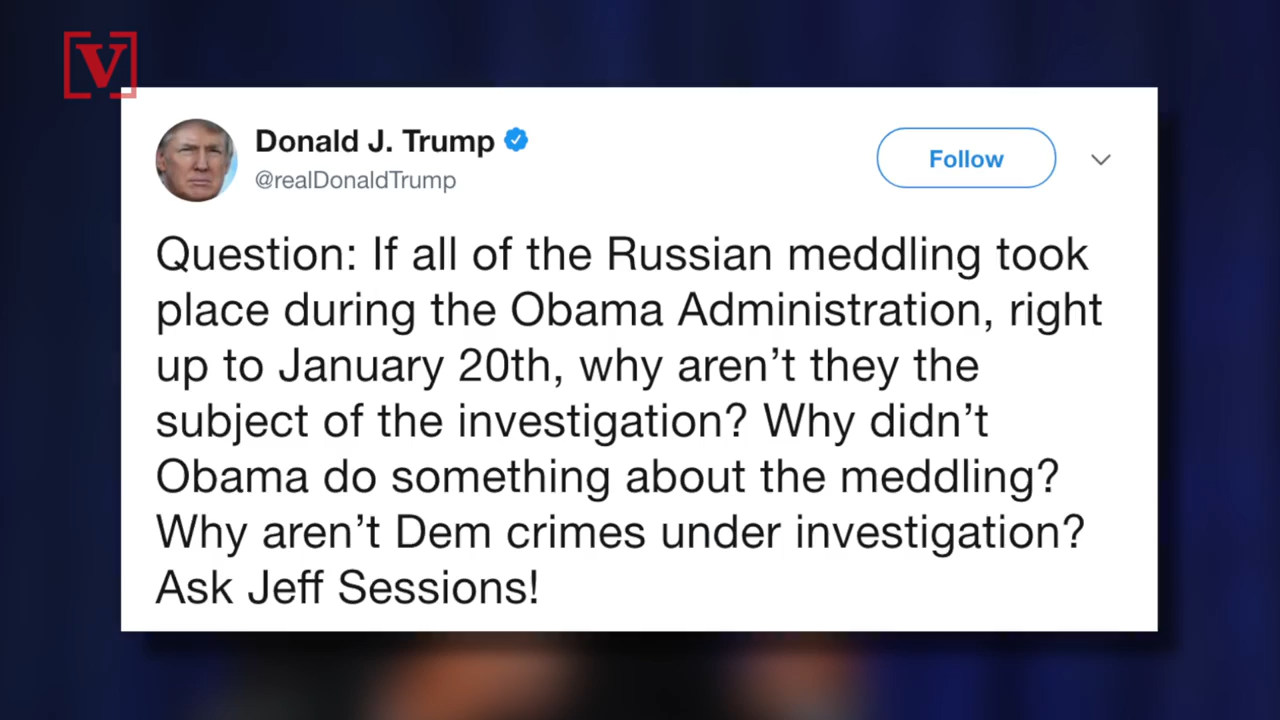 V
Donald J. Trump
@realDonaldTrump
Follow
Question: If all of the Russian meddling took
place during the Obama Administration, right
up to January 20th, why aren’t they the
subject of the investigation? Why didn’t
Obama do something about the meddling?
Why aren’t Dem crimes under investigation?
Ask Jeff Sessions!